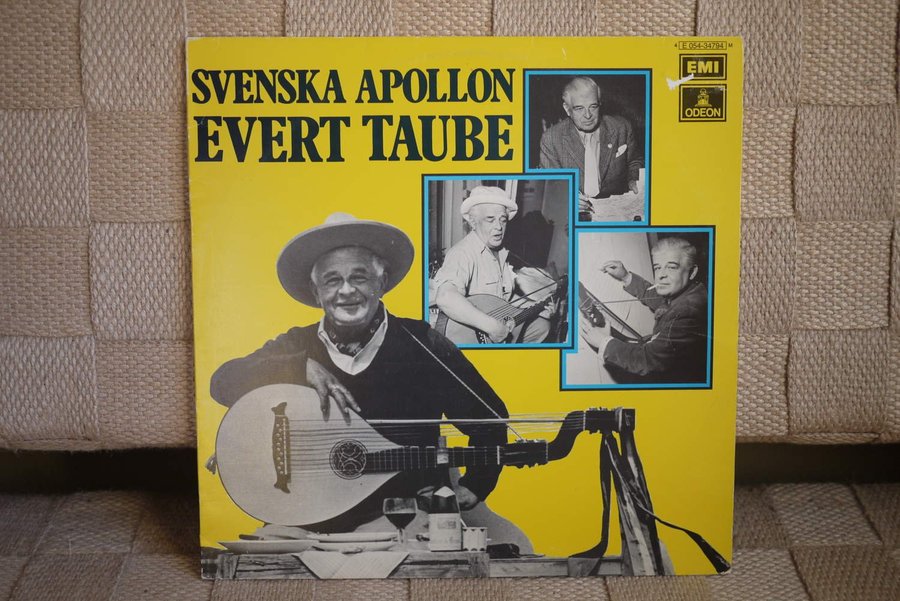 SVENSKA APOLLON
EVERT TAUBE
4 E 054-34794 M
EMI
ODEON